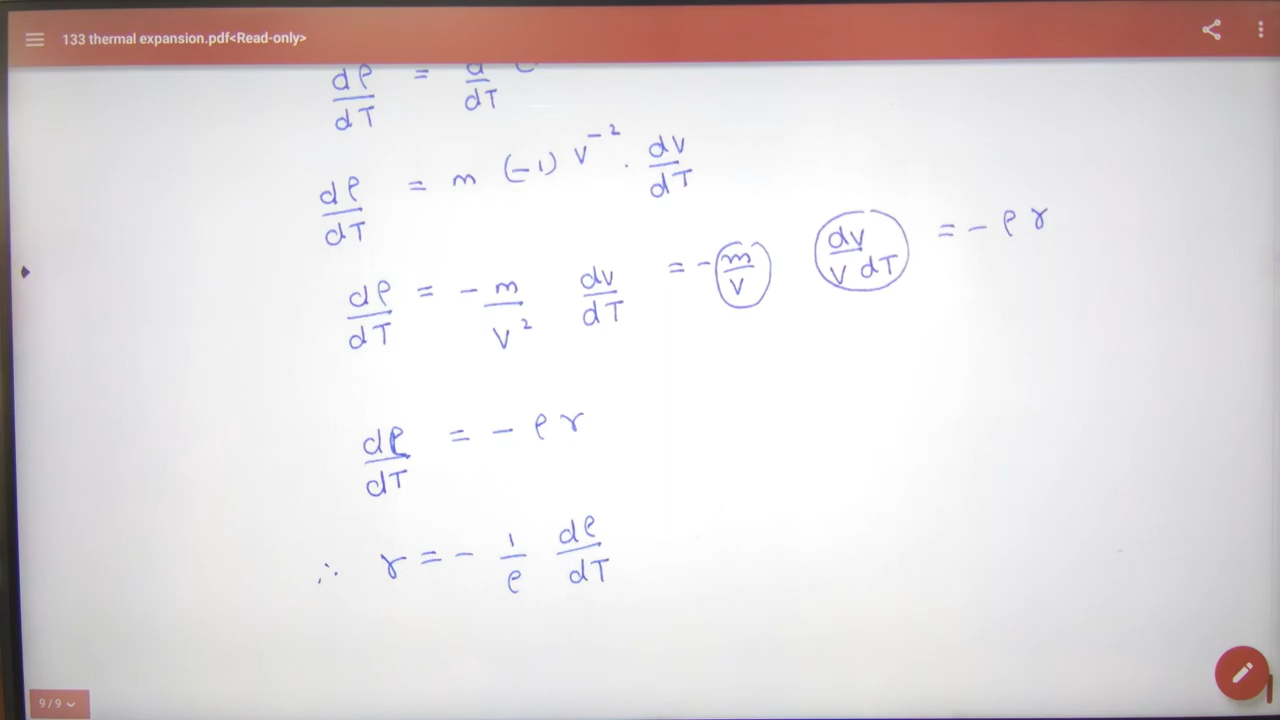 133 thermal expansion.pdf<Read-only>
dρ/dT = d/dT
dρ/dT = m (-1) V⁻² · dv/dT
dρ/dT = - m/V² dv/dT = - m/V dv/V dT = - ρ γ
dρ/dT = - ρ γ
∴ γ = - 1/ρ dρ/dT
9/9